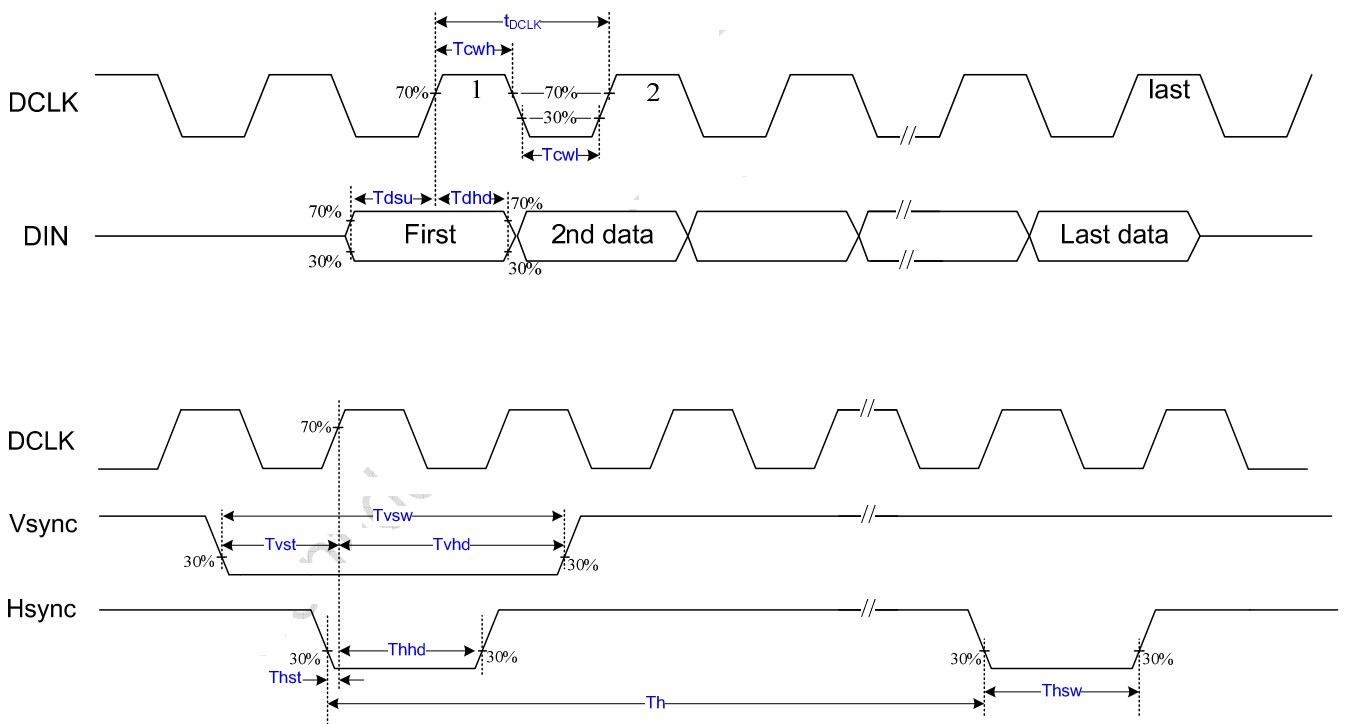 tDCLK
Tcwh
DCLK
70%
1
70%
2
last
30%
Tcwl
Tdsu
Tdhd
70%
70%
DIN
First
2nd data
Last data
30%
30%
DCLK
70%
Vsync
Tvsw
Tvst
Tvhd
30%
30%
Hsync
30%
Thhd
30%
30%
30%
Thst
Th
Thsw